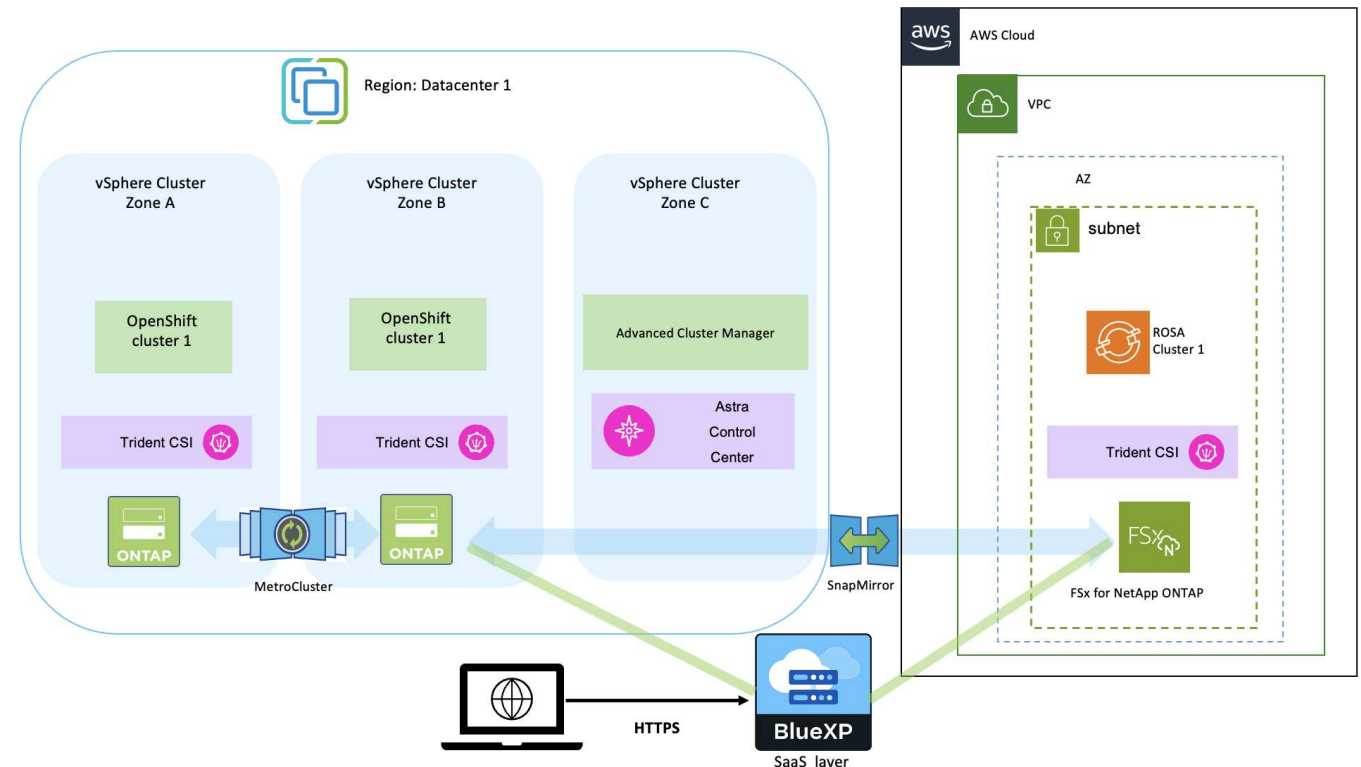 Region: Datacenter 1
vSphere Cluster
Zone A
OpenShift
cluster 1
Trident CSI
ONTAP
MetroCluster
vSphere Cluster
Zone B
OpenShift
cluster 1
Trident CSI
ONTAP
vSphere Cluster
Zone C
Advanced Cluster Manager
Astra
Control
Center
SnapMirror
aws
AWS Cloud
VPC
AZ
subnet
ROSA
Cluster 1
Trident CSI
FSx
N
FSx for NetApp ONTAP
HTTPS
BlueXP
SaaS layer